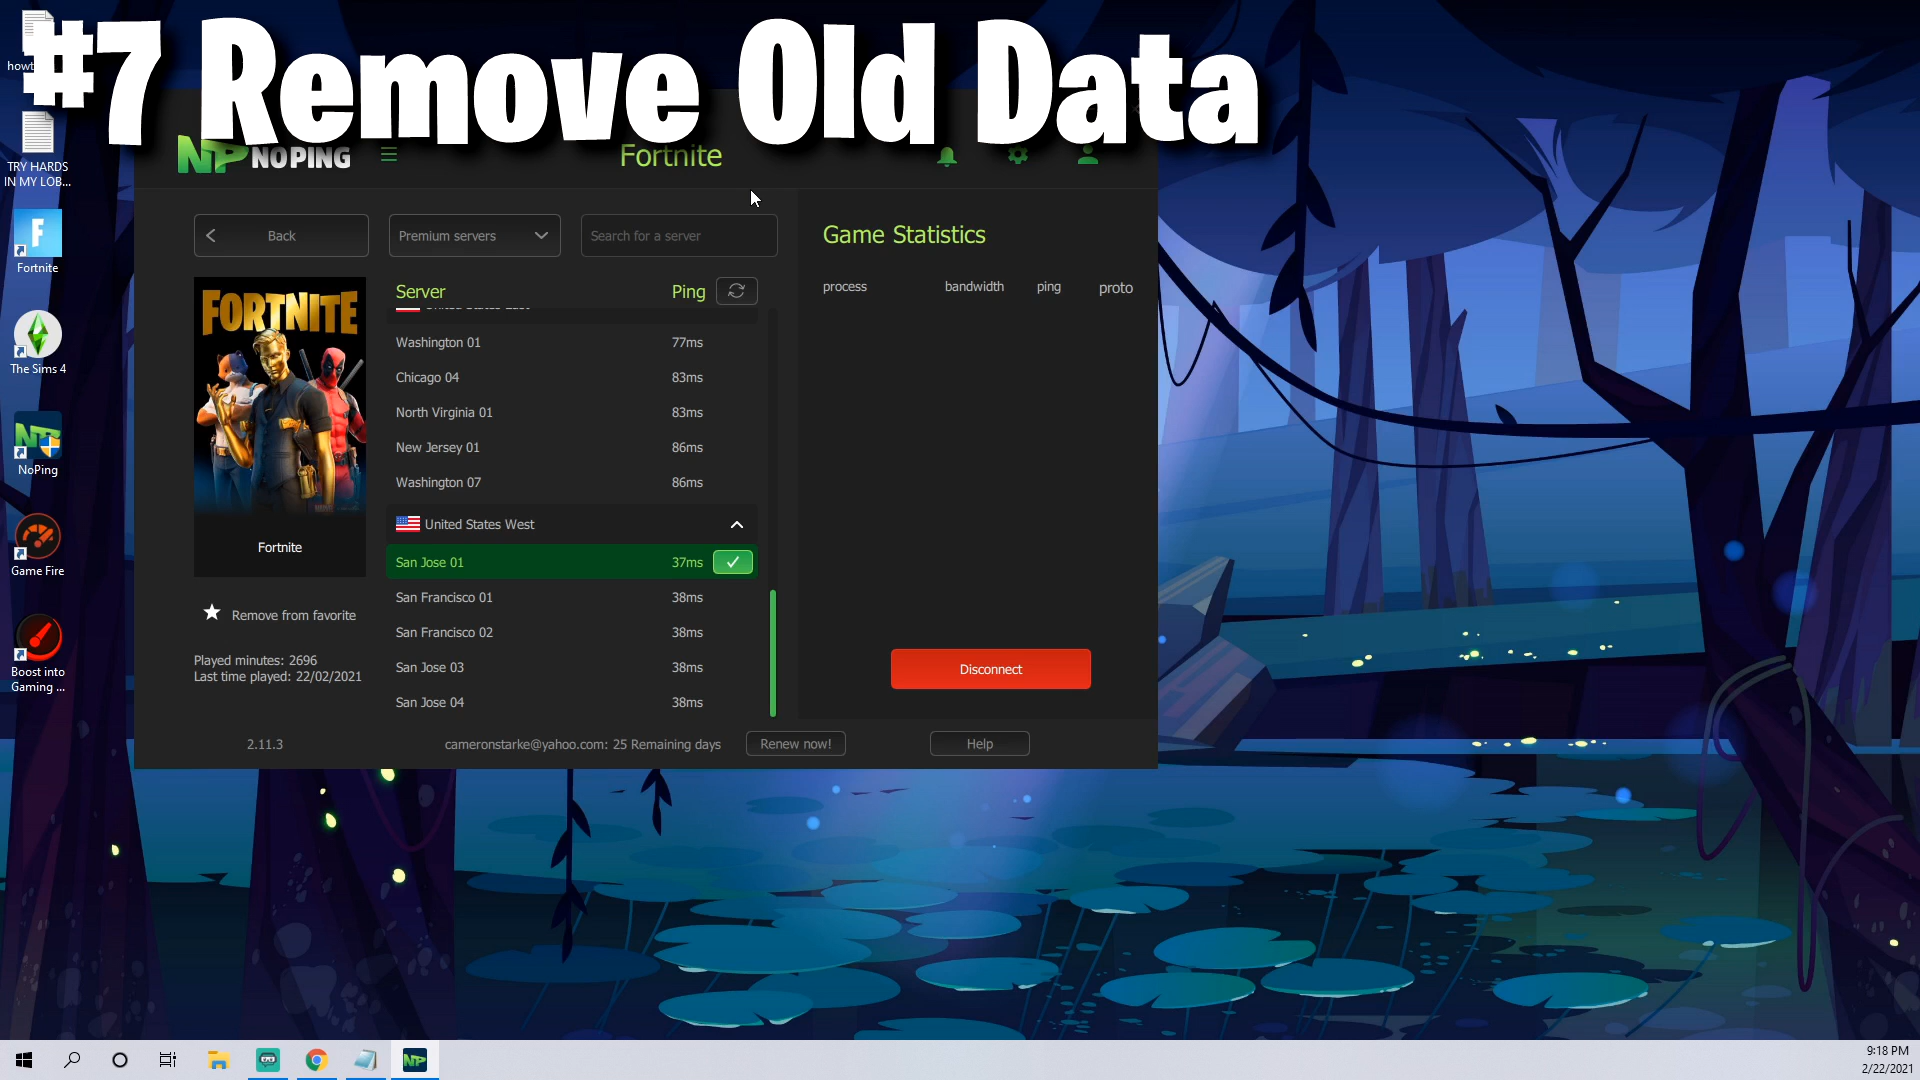 #7 Remove Old Data
TRY HARDS
IN MY LOB...
Fortnite
The Sims 4
NoPing
Game Fire
Boost into
Gaming ...
NP NOPING
Fortnite
Back
Premium servers
Search for a server
FORTNITE
Fortnite
Remove from favorite
Played minutes: 2696
Last time played: 22/02/2021
Server Ping
Washington 01 77ms
Chicago 04 83ms
North Virginia 01 83ms
New Jersey 01 86ms
Washington 07 86ms
United States West
San Jose 01 37ms
San Francisco 01 38ms
San Francisco 02 38ms
San Jose 03 38ms
San Jose 04 38ms
Game Statistics
process bandwidth ping proto
Disconnect
2.11.3
cameronstarke@yahoo.com: 25 Remaining days
Renew now!
Help
9:18 PM
2/22/2021